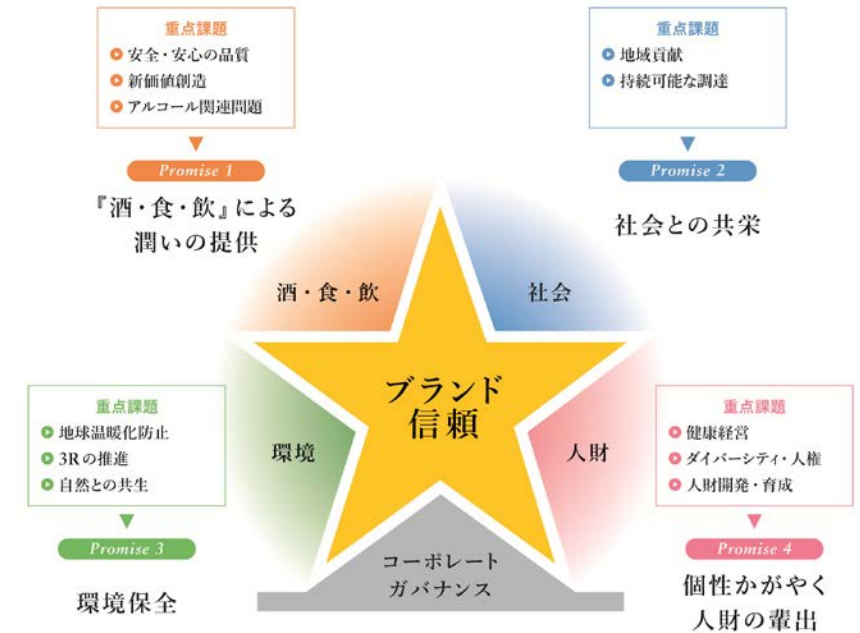 重点課題
安全・安心の品質
新価値創造
アルコール関連問題
Promise 1
『酒・食・飲』による
潤いの提供
重点課題
地域貢献
持続可能な調達
Promise 2
社会との共栄
酒・食・飲
社会
ブランド
信頼
環境
人財
コーポレート
ガバナンス
重点課題
地球温暖化防止
3Rの推進
自然との共生
Promise 3
環境保全
重点課題
健康経営
ダイバーシティ・人権
人財開発・育成
Promise 4
個性かがやく
人財の輩出